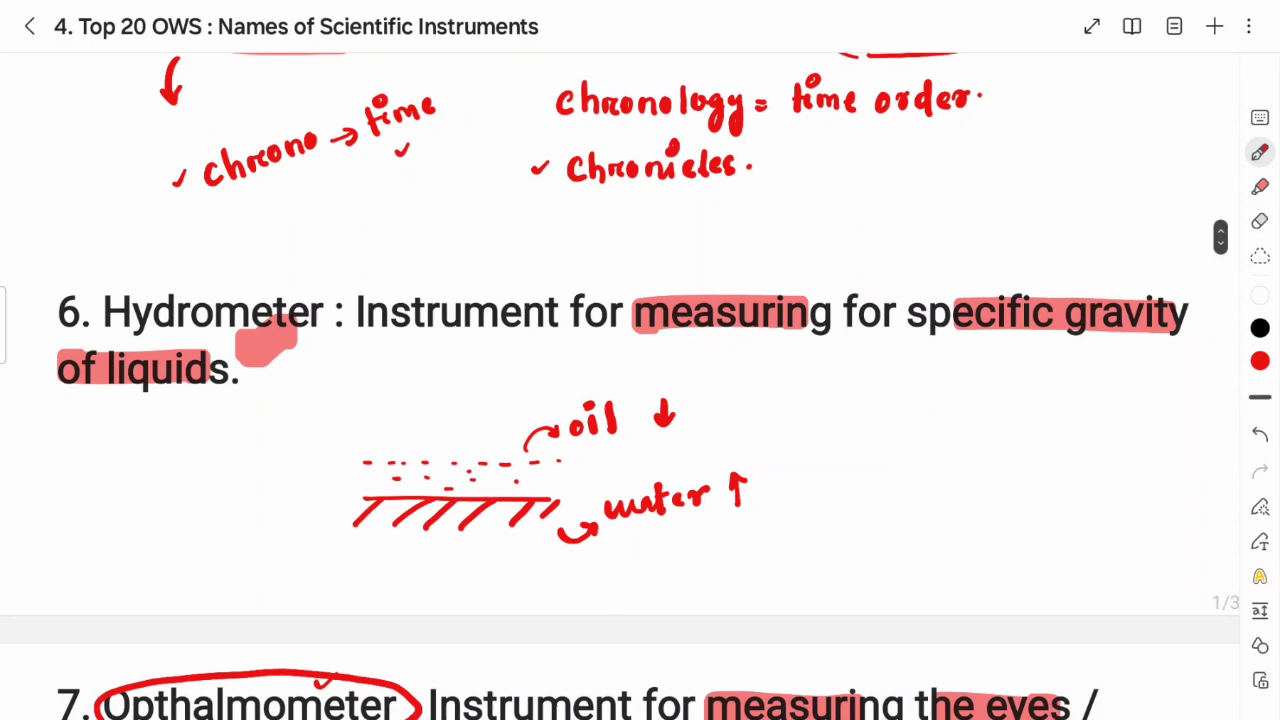 4. Top 20 OWS : Names of Scientific Instruments
chrono → time
chronology = time order.
chronicles.
6. Hydrometer : Instrument for measuring for specific gravity
of liquids.
oil ↓
water ↑
1/3
7. Opthalmometer Instrument for measuring the eyes /